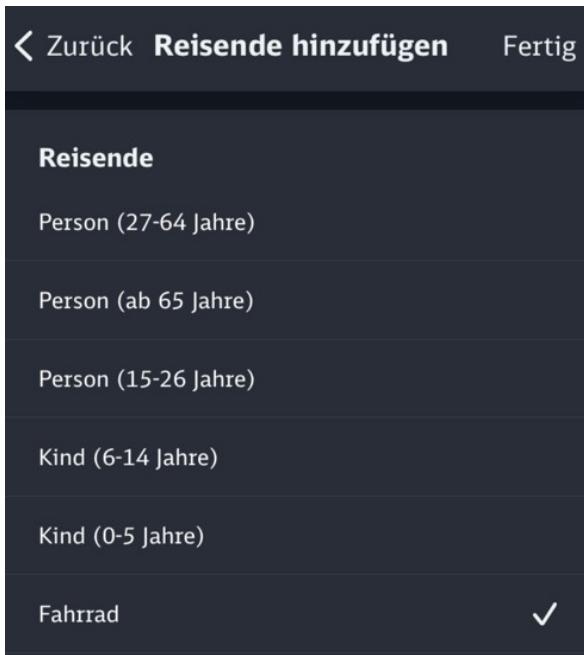 Zurück Reisende hinzufügen Fertig
Reisende
Person (27-64 Jahre)
Person (ab 65 Jahre)
Person (15-26 Jahre)
Kind (6-14 Jahre)
Kind (0-5 Jahre)
Fahrrad